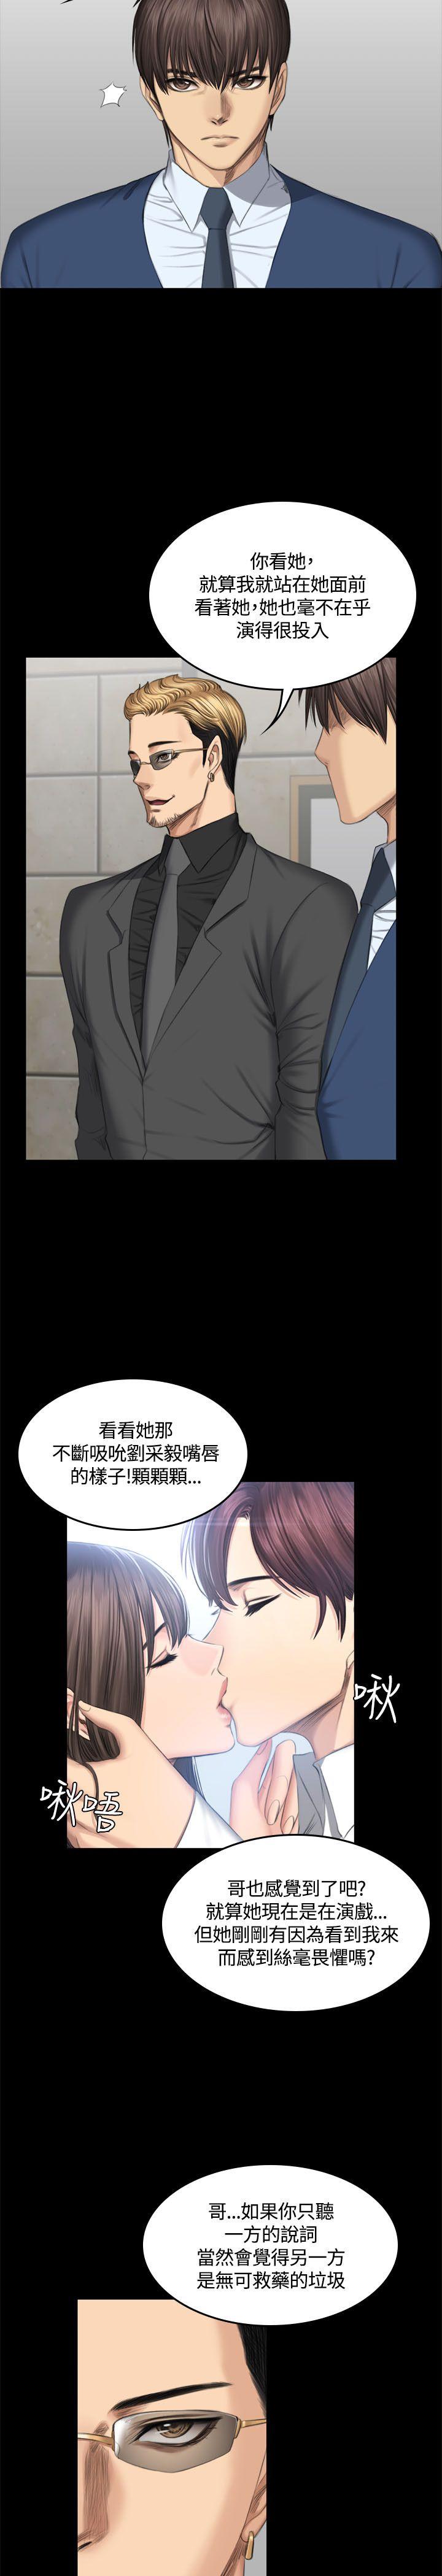 你看她，
就算我就站在她面前
看著她，她也毫不在乎
演得很投入
看看她那
不斷吸吮劉采毅嘴唇
的樣子!顆顆顆...
啾
啾唔
哥也感覺到了吧?
就算她現在是在演戲...
但她剛剛有因為看到我來
而感到絲毫畏懼嗎?
哥...如果你只聽
一方的說詞
當然會覺得另一方
是無可救藥的垃圾